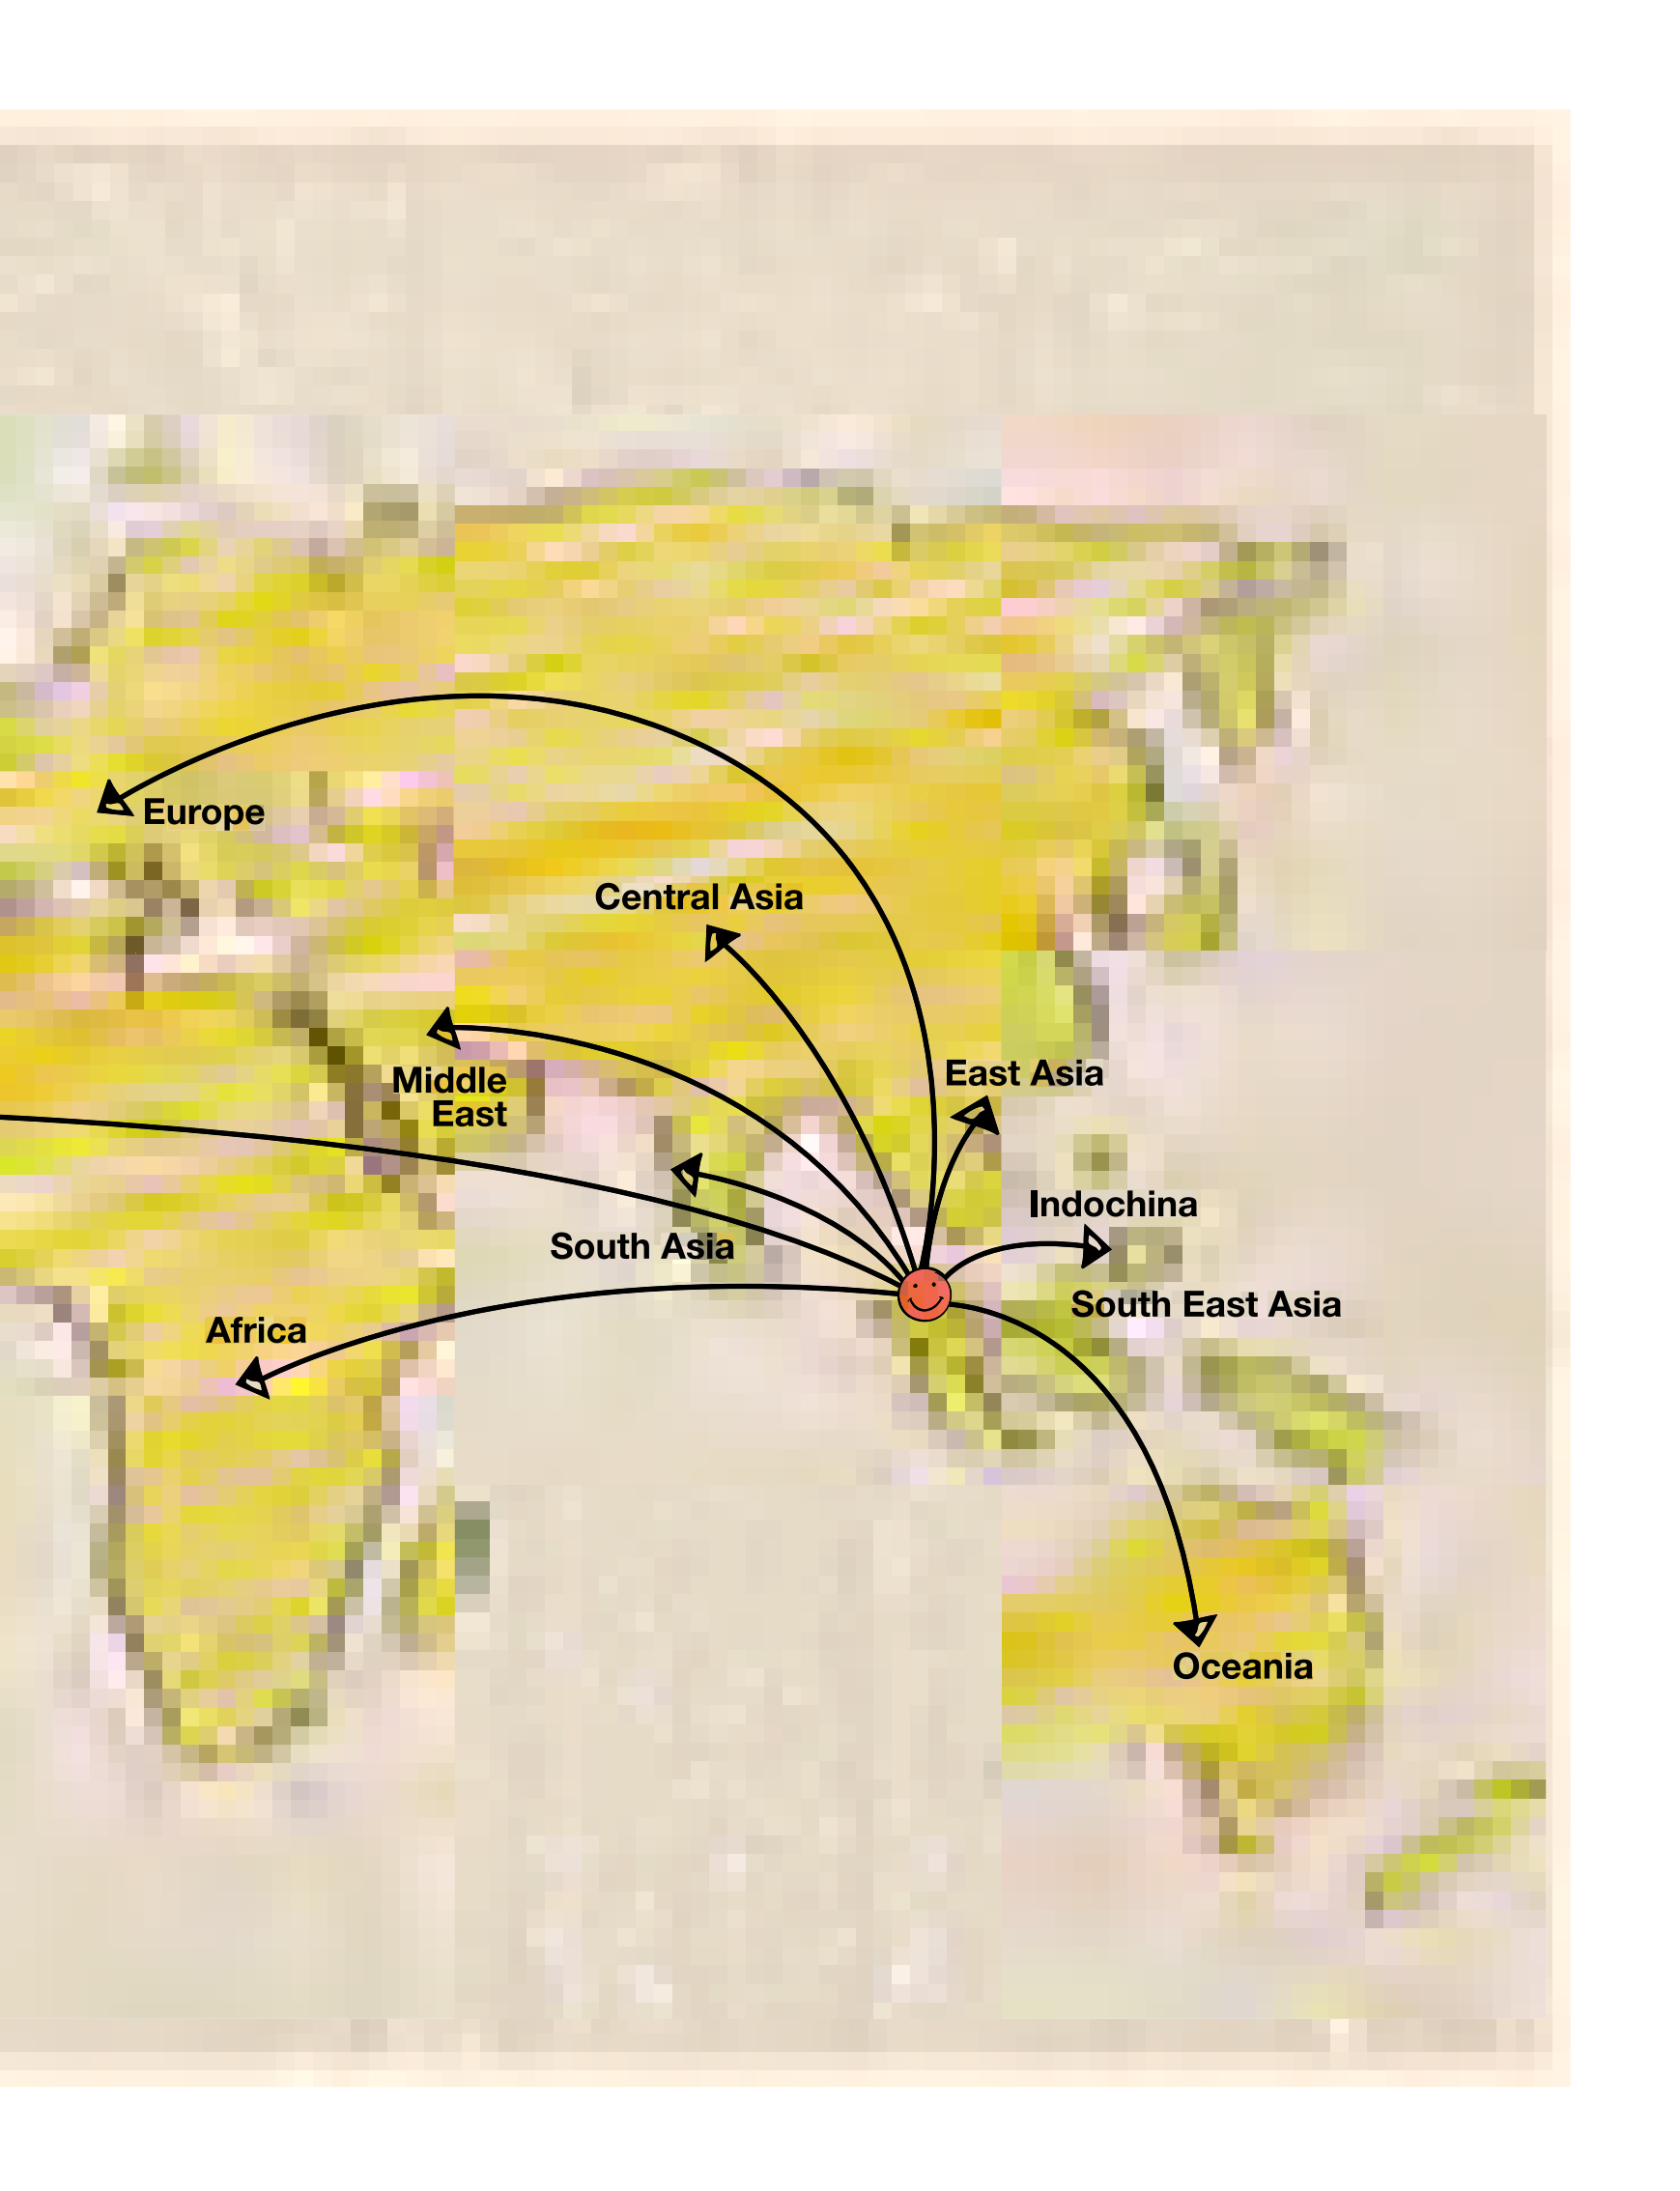 Europe
Central Asia
East Asia
Middle
East
Indochina
South Asia
South East Asia
Africa
Oceania